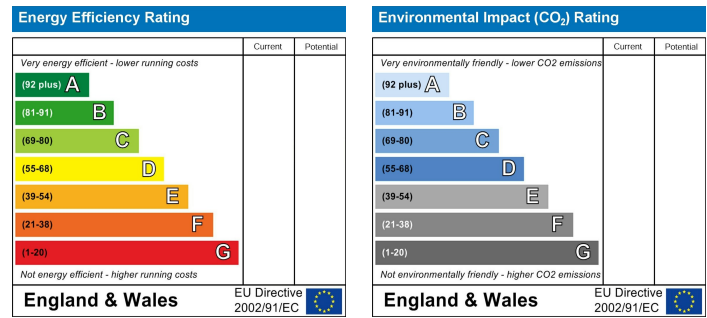 Energy Efficiency Rating
Current Potential
Very energy efficient - lower running costs
(92 plus) A
(81-91) B
(69-80) C
(55-68) D
(39-54) E
(21-38) F
(1-20) G
Not energy efficient - higher running costs
England & Wales
EU Directive
2002/91/EC
Environmental Impact (CO₂) Rating
Current Potential
Very environmentally friendly - lower CO2 emissions
(92 plus) A
(81-91) B
(69-80) C
(55-68) D
(39-54) E
(21-38) F
(1-20) G
Not environmentally friendly - higher CO2 emissions
England & Wales
EU Directive
2002/91/EC